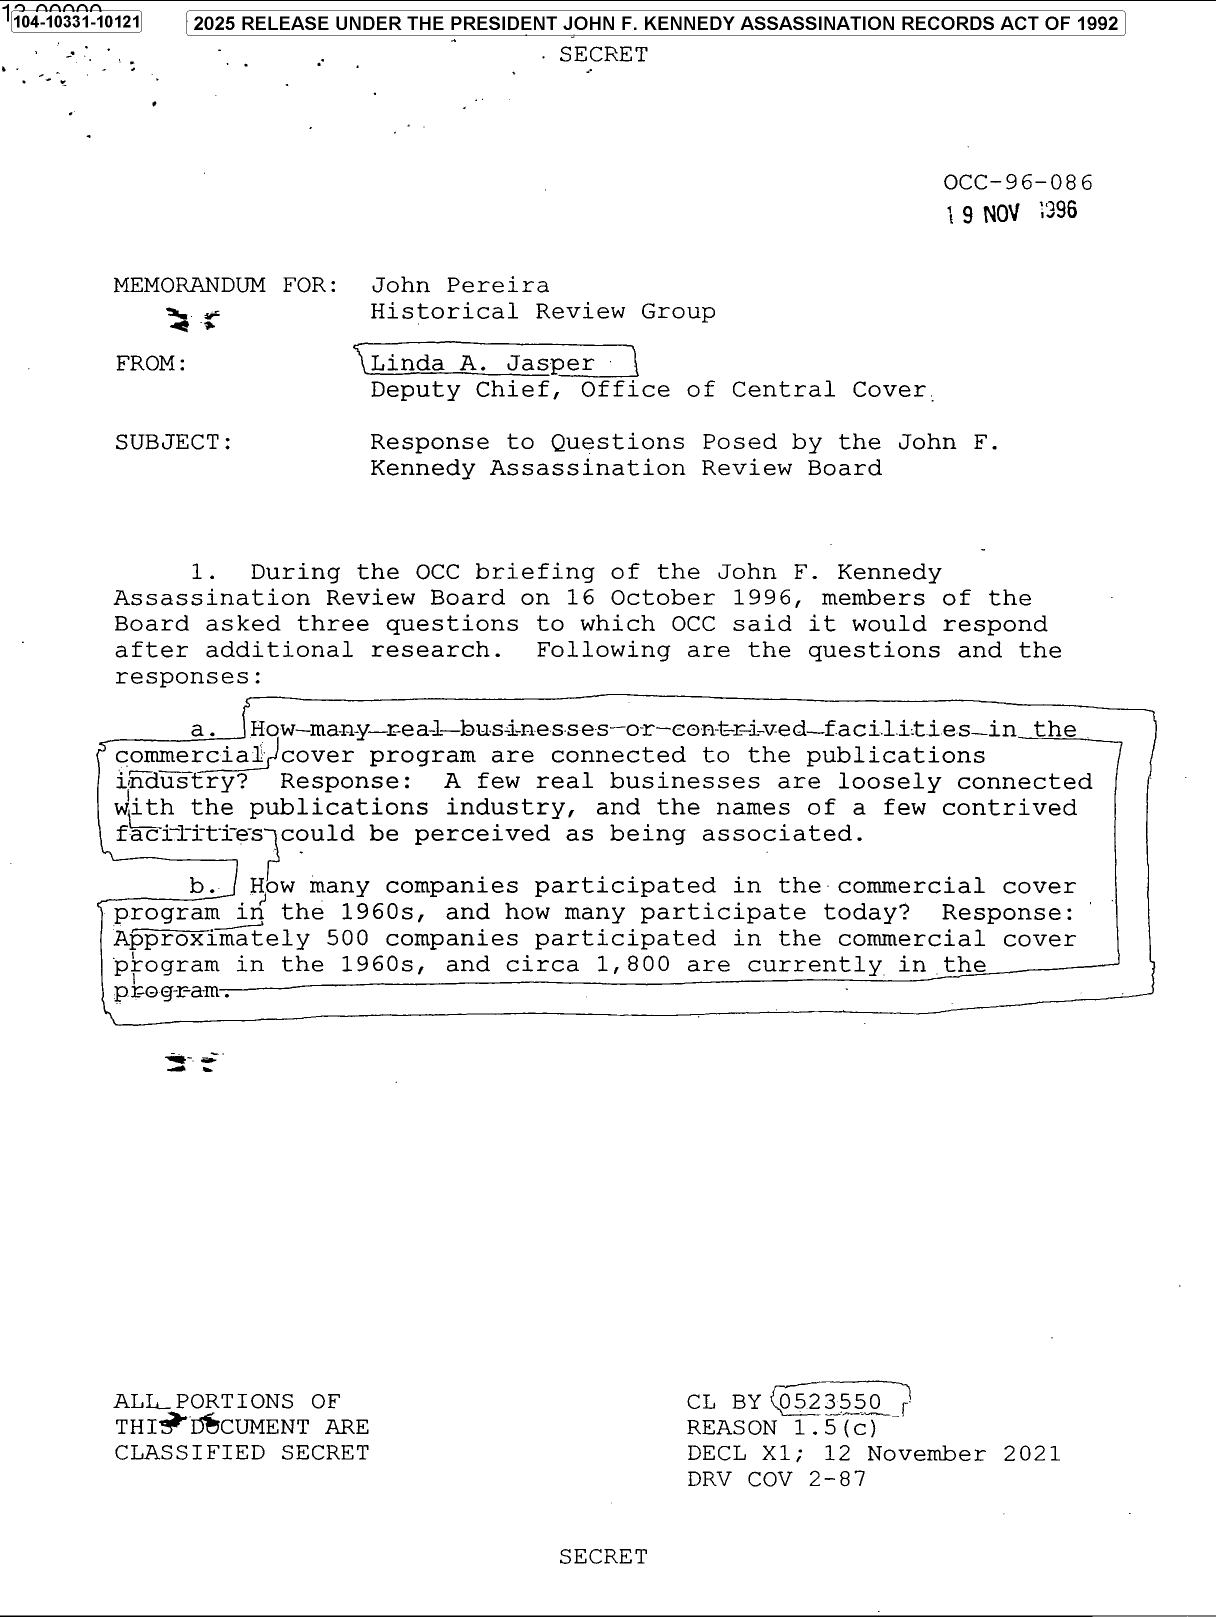 104-10331-10121
2025 RELEASE UNDER THE PRESIDENT JOHN F. KENNEDY ASSASSINATION RECORDS ACT OF 1992
SECRET
OCC-96-086
19 NOV 1996
MEMORANDUM FOR: John Pereira
Historical Review Group
FROM: Linda A. Jasper
Deputy Chief, Office of Central Cover
SUBJECT: Response to Questions Posed by the John F.
Kennedy Assassination Review Board
1. During the OCC briefing of the John F. Kennedy
Assassination Review Board on 16 October 1996, members of the
Board asked three questions to which OCC said it would respond
after additional research. Following are the questions and the
responses:
a. How many real businesses or contrived facilities in the
commercial cover program are connected to the publications
industry? Response: A few real businesses are loosely connected
with the publications industry, and the names of a few contrived
facilities could be perceived as being associated.
b. How many companies participated in the commercial cover
program in the 1960s, and how many participate today? Response:
Approximately 500 companies participated in the commercial cover
program in the 1960s, and circa 1,800 are currently in the
program.
ALL PORTIONS OF
THIS DOCUMENT ARE
CLASSIFIED SECRET
CL BY 0523550
REASON 1.5(c)
DECL X1; 12 November 2021
DRV COV 2-87
SECRET